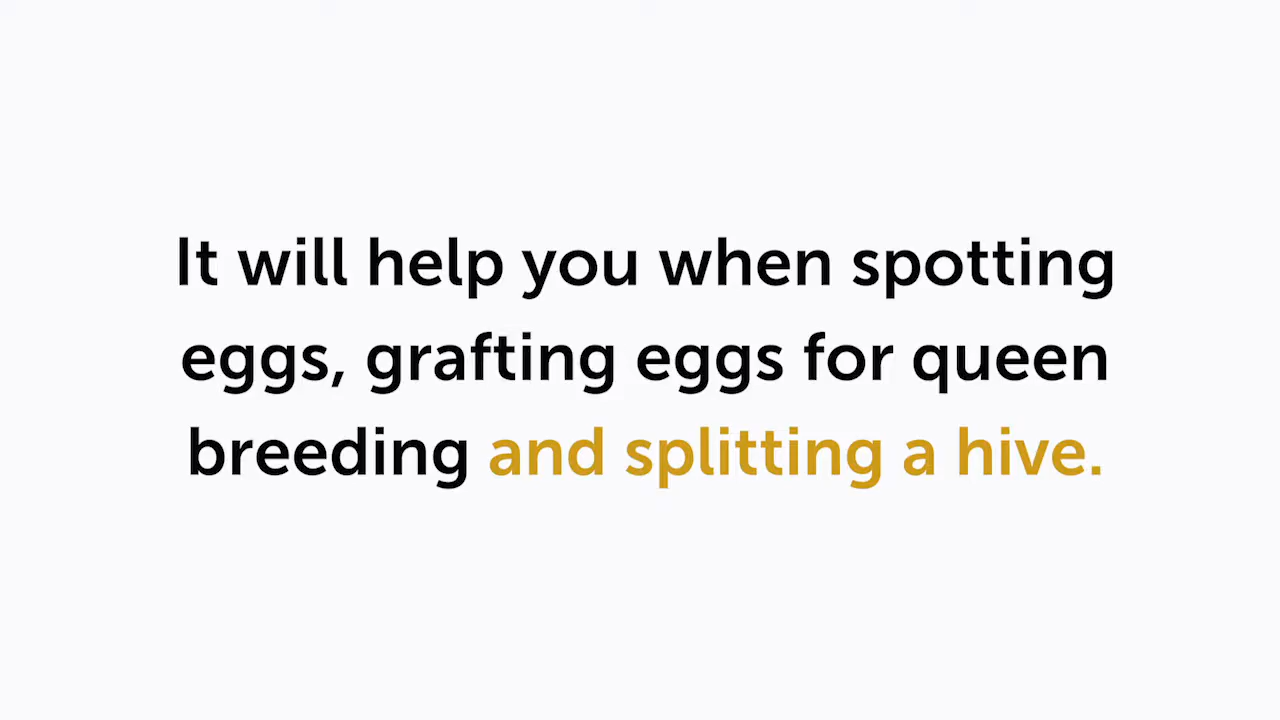 It will help you when spotting
eggs, grafting eggs for queen
breeding and splitting a hive.